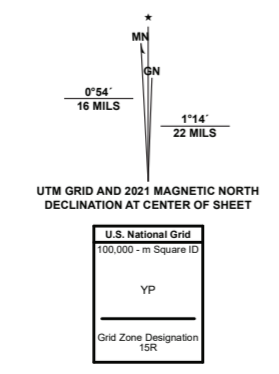 ★
MN
GN
0°54´
16 MILS
1°14´
22 MILS
UTM GRID AND 2021 MAGNETIC NORTH
DECLINATION AT CENTER OF SHEET
U.S. National Grid
100,000 - m Square ID
YP
Grid Zone Designation
15R